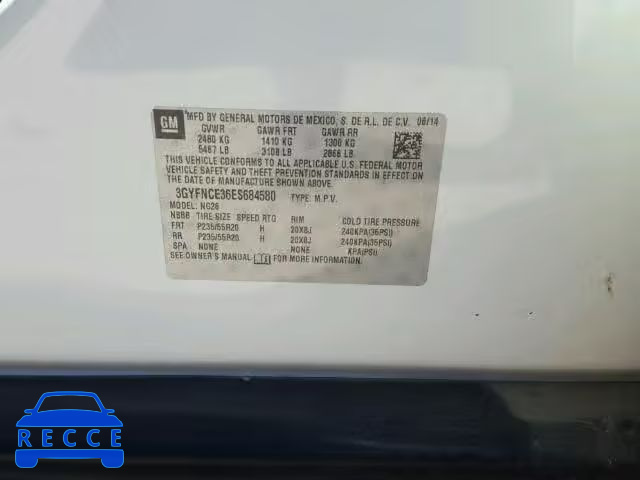 GM
MFD BY GENERAL MOTORS DE MEXICO, S. DE R.L. DE C.V. 06/14
GVWR GAWR FRT GAWR RR
2480 KG 1410 KG 1300 KG
5467 LB 3108 LB 2866 LB
THIS VEHICLE CONFORMS TO ALL APPLICABLE U.S. FEDERAL MOTOR
VEHICLE SAFETY AND THEFT PREVENTION STANDARDS IN EFFECT ON
THE DATE OF MANUFACTURE SHOWN ABOVE.
3GYFNCE36ES684580 TYPE: M.P.V.
MODEL: NG26
NBBB TIRE SIZE SPEED RTG RIM COLD TIRE PRESSURE
FRT P235/55R20 H 20X8J 240KPA(35PSI)
RR P235/55R20 H 20X8J 240KPA(35PSI)
SPA NONE NONE KPA(PSI)
SEE OWNER'S MANUAL FOR MORE INFORMATION.
RECCE